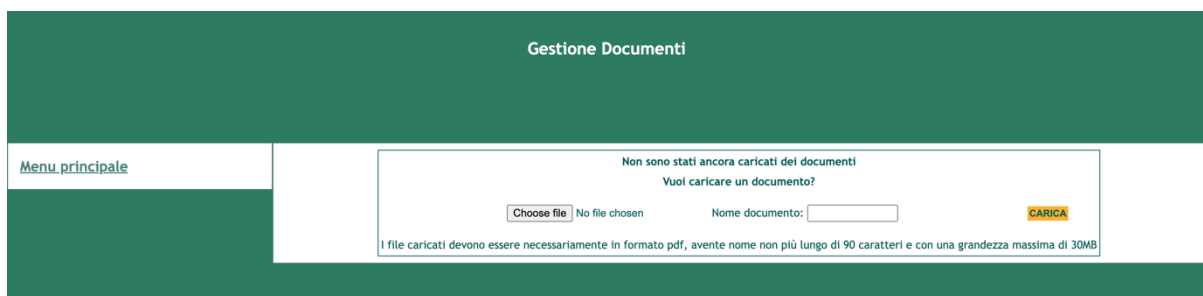 Gestione Documenti
Menu principale
Non sono stati ancora caricati dei documenti
Vuoi caricare un documento?
Choose file No file chosen Nome documento: CARICA
I file caricati devono essere necessariamente in formato pdf, avente nome non più lungo di 90 caratteri e con una grandezza massima di 30MB